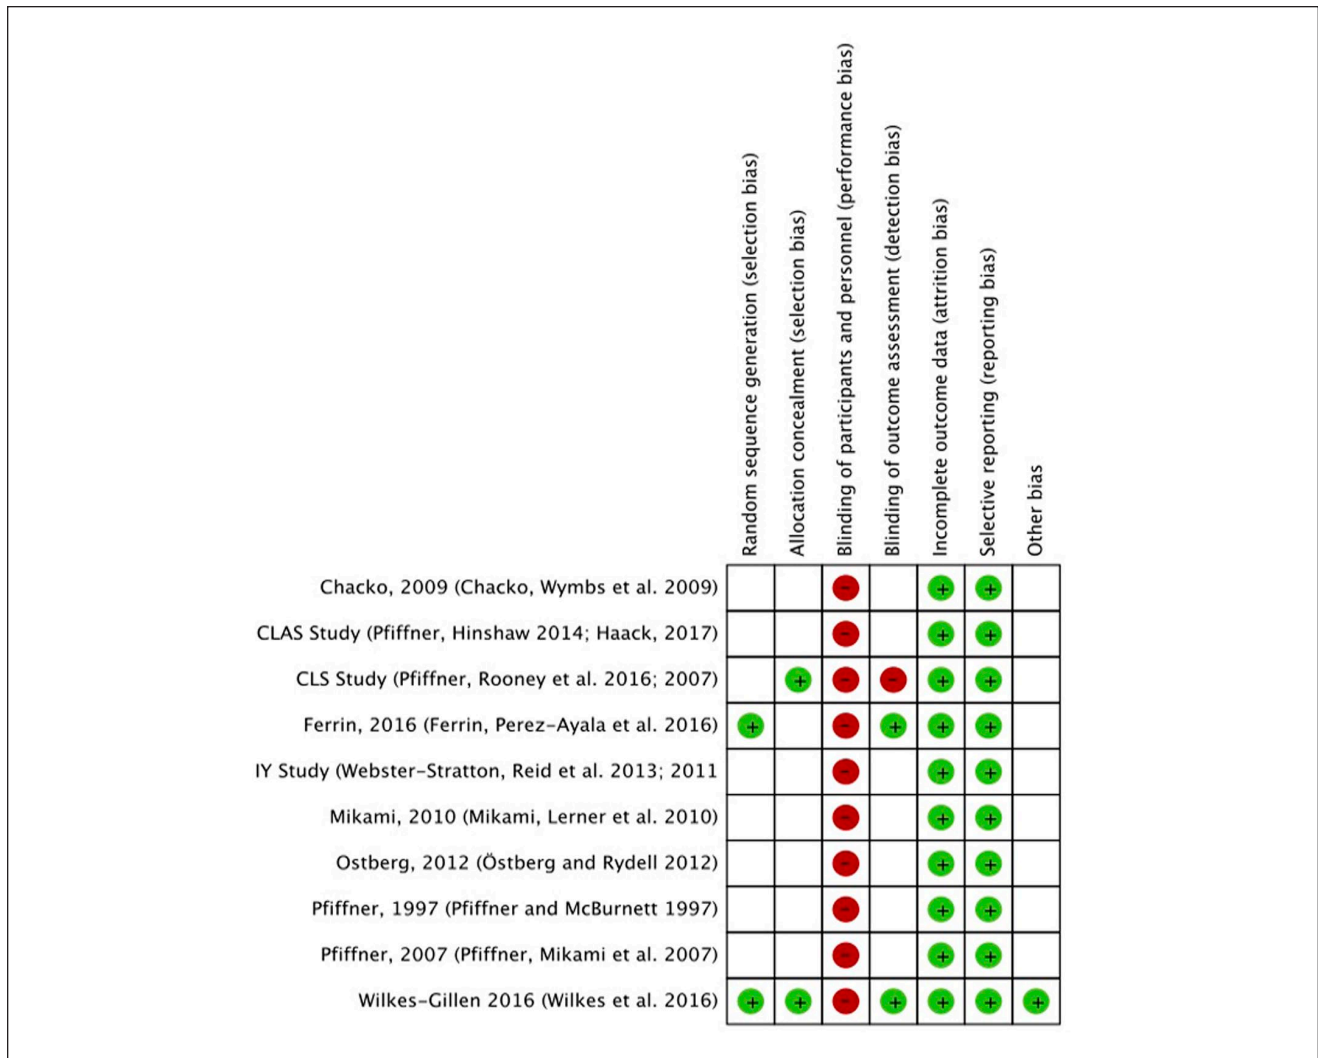 Random sequence generation (selection bias)
Allocation concealment (selection bias)
Blinding of participants and personnel (performance bias)
Blinding of outcome assessment (detection bias)
Incomplete outcome data (attrition bias)
Selective reporting (reporting bias)
Other bias
Chacko, 2009 (Chacko, Wymbs et al. 2009) - + +
CLAS Study (Pfiffner, Hinshaw 2014; Haack, 2017) - + +
CLS Study (Pfiffner, Rooney et al. 2016; 2007) + - - + +
Ferrin, 2016 (Ferrin, Perez-Ayala et al. 2016) + - + + +
IY Study (Webster-Stratton, Reid et al. 2013; 2011 - + +
Mikami, 2010 (Mikami, Lerner et al. 2010) - + +
Ostberg, 2012 (Östberg and Rydell 2012) - + +
Pfiffner, 1997 (Pfiffner and McBurnett 1997) - + +
Pfiffner, 2007 (Pfiffner, Mikami et al. 2007) - + +
Wilkes-Gillen 2016 (Wilkes et al. 2016) + + - + + + +